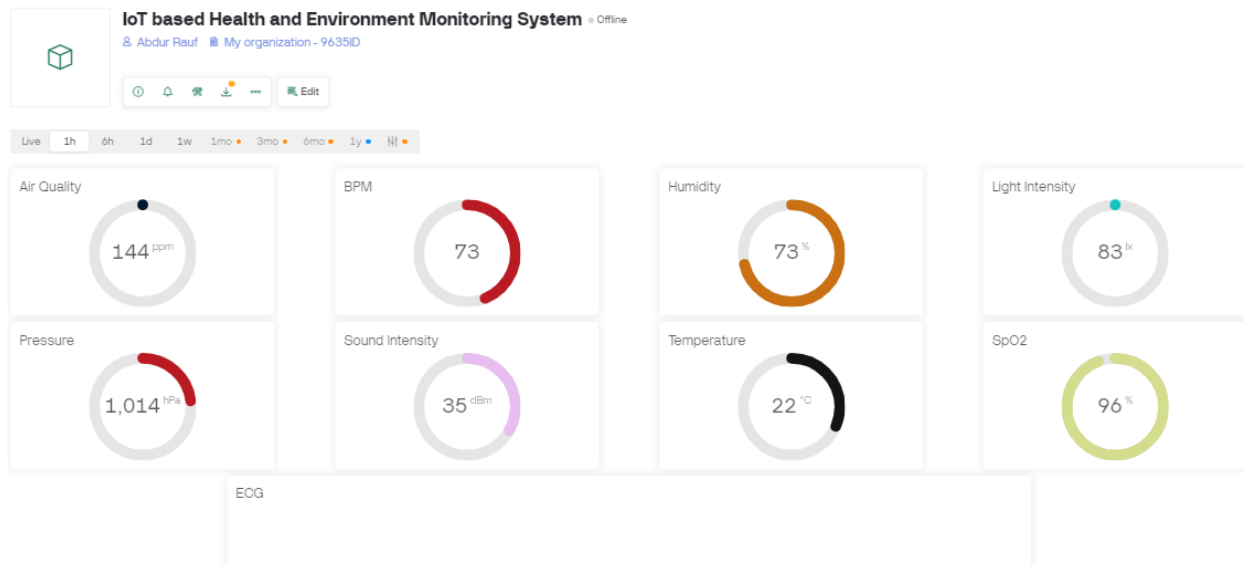 IoT based Health and Environment Monitoring System Offline
Abdur Rauf My organization - 9635ID
Edit
Live 1h 6h 1d 1w 1mo 3mo 6mo 1y
Air Quality
144 ppm
BPM
73
Humidity
73 %
Light Intensity
83 lx
Pressure
1,014 hPa
Sound Intensity
35 dBm
Temperature
22 °C
SpO2
96 %
ECG